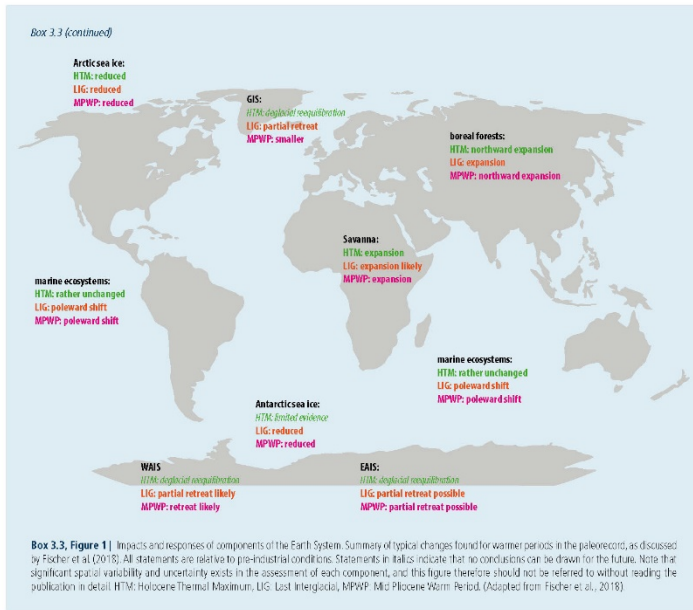 Box 3.3 (continued)
Arctic sea ice:
HTM: reduced
LIG: reduced
MPWP: reduced
GIS:
HTM: deglacial reequilibration
LIG: partial retreat
MPWP: smaller
boreal forests:
HTM: northward expansion
LIG: expansion
MPWP: northward expansion
Savanna:
HTM: expansion
LIG: expansion likely
MPWP: expansion
marine ecosystems:
HTM: rather unchanged
LIG: poleward shift
MPWP: poleward shift
marine ecosystems:
HTM: rather unchanged
LIG: poleward shift
MPWP: poleward shift
Antarctic sea ice:
HTM: limited evidence
LIG: reduced
MPWP: reduced
WAIS
HTM: deglacial reequilibration
LIG: partial retreat likely
MPWP: retreat likely
EAIS:
HTM: deglacial reequilibration
LIG: partial retreat possible
MPWP: partial retreat possible
Box 3.3, Figure 1 | Impacts and responses of components of the Earth System. Summary of typical changes found for warmer periods in the paleorecord, as discussed
by Fischer et al. (2018). All statements are relative to pre-industrial conditions. Statements in italics indicate that no conclusions can be drawn for the future. Note that
significant spatial variability and uncertainty exists in the assessment of each component, and this figure therefore should not be referred to without reading the
publication in detail. HTM: Holocene Thermal Maximum, LIG: Last Interglacial, MPWP: Mid Pliocene Warm Period. (Adapted from Fischer et al., 2018)